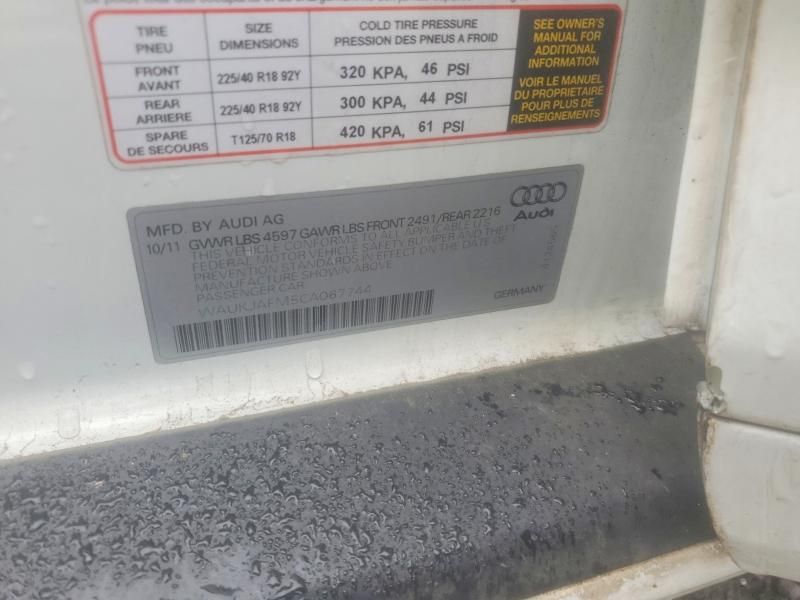 TIRE SIZE COLD TIRE PRESSURE
PNEU DIMENSIONS PRESSION DES PNEUS A FROID
FRONT
AVANT 225/40 R18 92Y 320 KPA, 46 PSI
REAR
ARRIERE 225/40 R18 92Y 300 KPA, 44 PSI
SPARE
DE SECOURS T125/70 R18 420 KPA, 61 PSI
SEE OWNER'S
MANUAL FOR
ADDITIONAL
INFORMATION
VOIR LE MANUEL
DU PROPRIETAIRE
POUR PLUS DE
RENSEIGNEMENTS
MFD. BY AUDI AG
10/11 GVWR LBS 4597 GAWR LBS FRONT 2491/REAR 2216
THIS VEHICLE CONFORMS TO ALL APPLICABLE U.S.
FEDERAL MOTOR VEHICLE SAFETY BUMPER AND THEFT
PREVENTION STANDARDS IN EFFECT ON THE DATE OF
MANUFACTURE SHOWN ABOVE
PASSENGER CAR
WAUKJAFM5CA067744
Audi
GERMANY